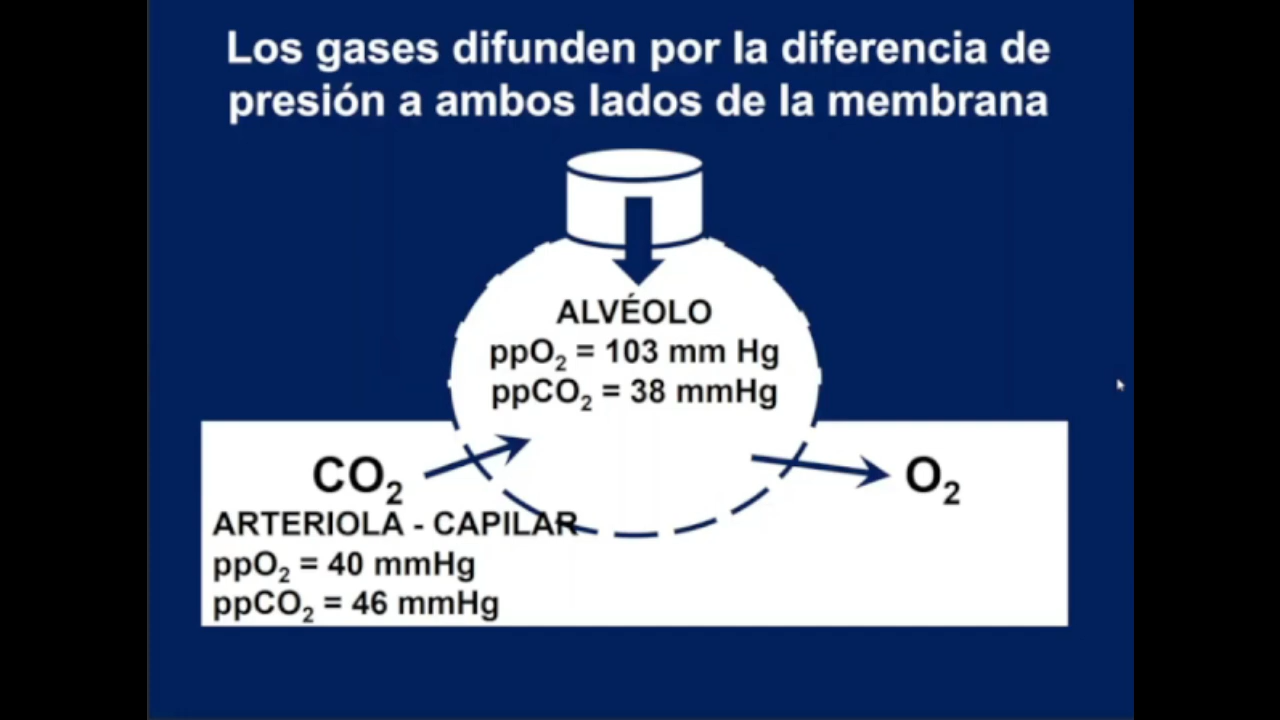 Los gases difunden por la diferencia de
presión a ambos lados de la membrana
ALVÉOLO
ppO₂ = 103 mm Hg
ppCO₂ = 38 mmHg
CO₂
O₂
ARTERIOLA - CAPILAR
ppO₂ = 40 mmHg
ppCO₂ = 46 mmHg